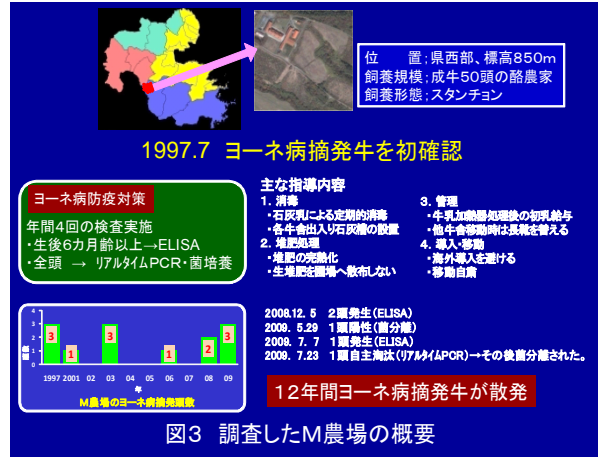 位　　置；県西部、標高850m
飼養規模；成牛50頭の酪農家
飼養形態；スタンチョン
1997.7 ヨーネ病摘発牛を初確認
ヨーネ病防疫対策
年間4回の検査実施
・生後6カ月齢以上→ELISA
・全頭 → リアルタイムPCR・菌培養
主な指導内容
1. 消毒
・石灰乳による定期的消毒
・各牛舎出入り石灰槽の設置
2. 堆肥処理
・堆肥の完熟化
・生堆肥を圃場へ散布しない
3. 管理
・牛乳加熱器処理後の初乳給与
・他牛舎移動時は長靴を替える
4. 導入・移動
・海外導入を避ける
・移動自粛
4
3
2
1
0
頭数
3 1 3 1 2 3
1997 2001 02 03 04 05 06 07 08 09
年
M農場のヨーネ病摘発頭数
2008.12. 5 2頭発生(ELISA)
2009. 5.29 1頭陽性(菌分離)
2009. 7. 7 1頭発生(ELISA)
2009. 7.23 1頭自主淘汰(リアルタイムPCR)→その後菌分離された。
12年間ヨーネ病摘発牛が散発
図3 調査したM農場の概要